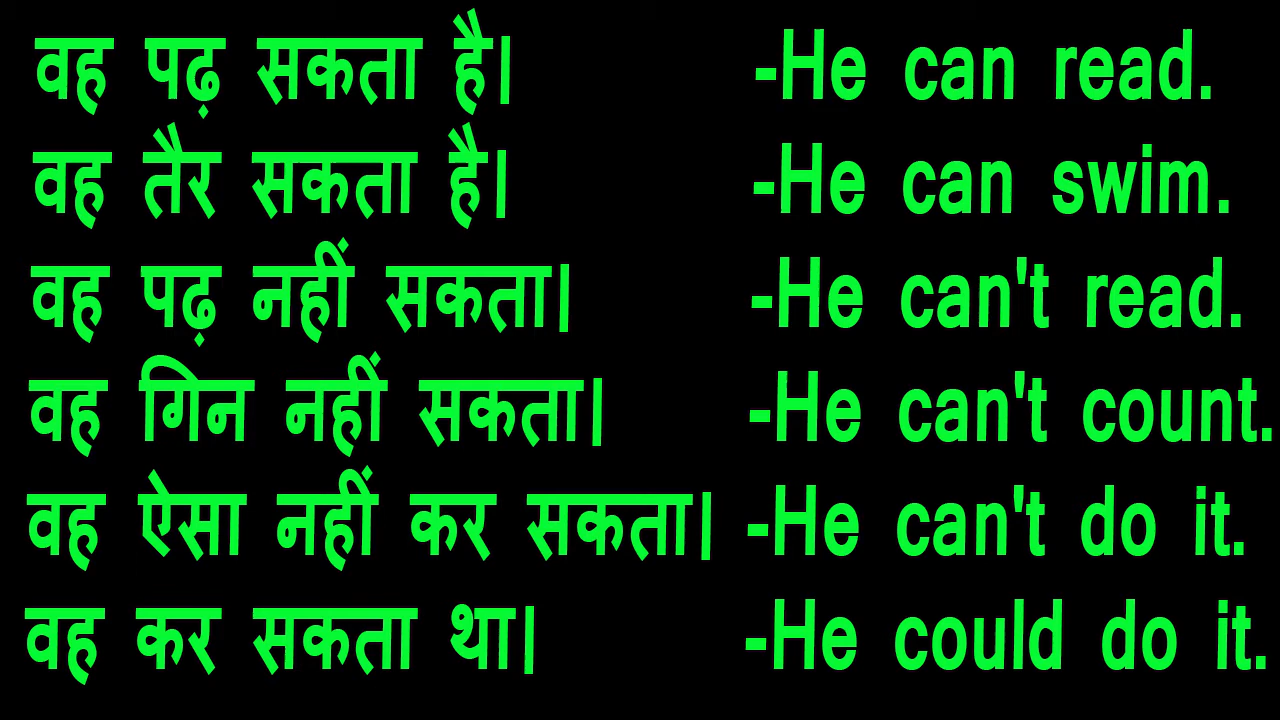 वह पढ़ सकता है। -He can read.
वह तैर सकता है। -He can swim.
वह पढ़ नहीं सकता। -He can't read.
वह गिन नहीं सकता। -He can't count.
वह ऐसा नहीं कर सकता। -He can't do it.
वह कर सकता था। -He could do it.